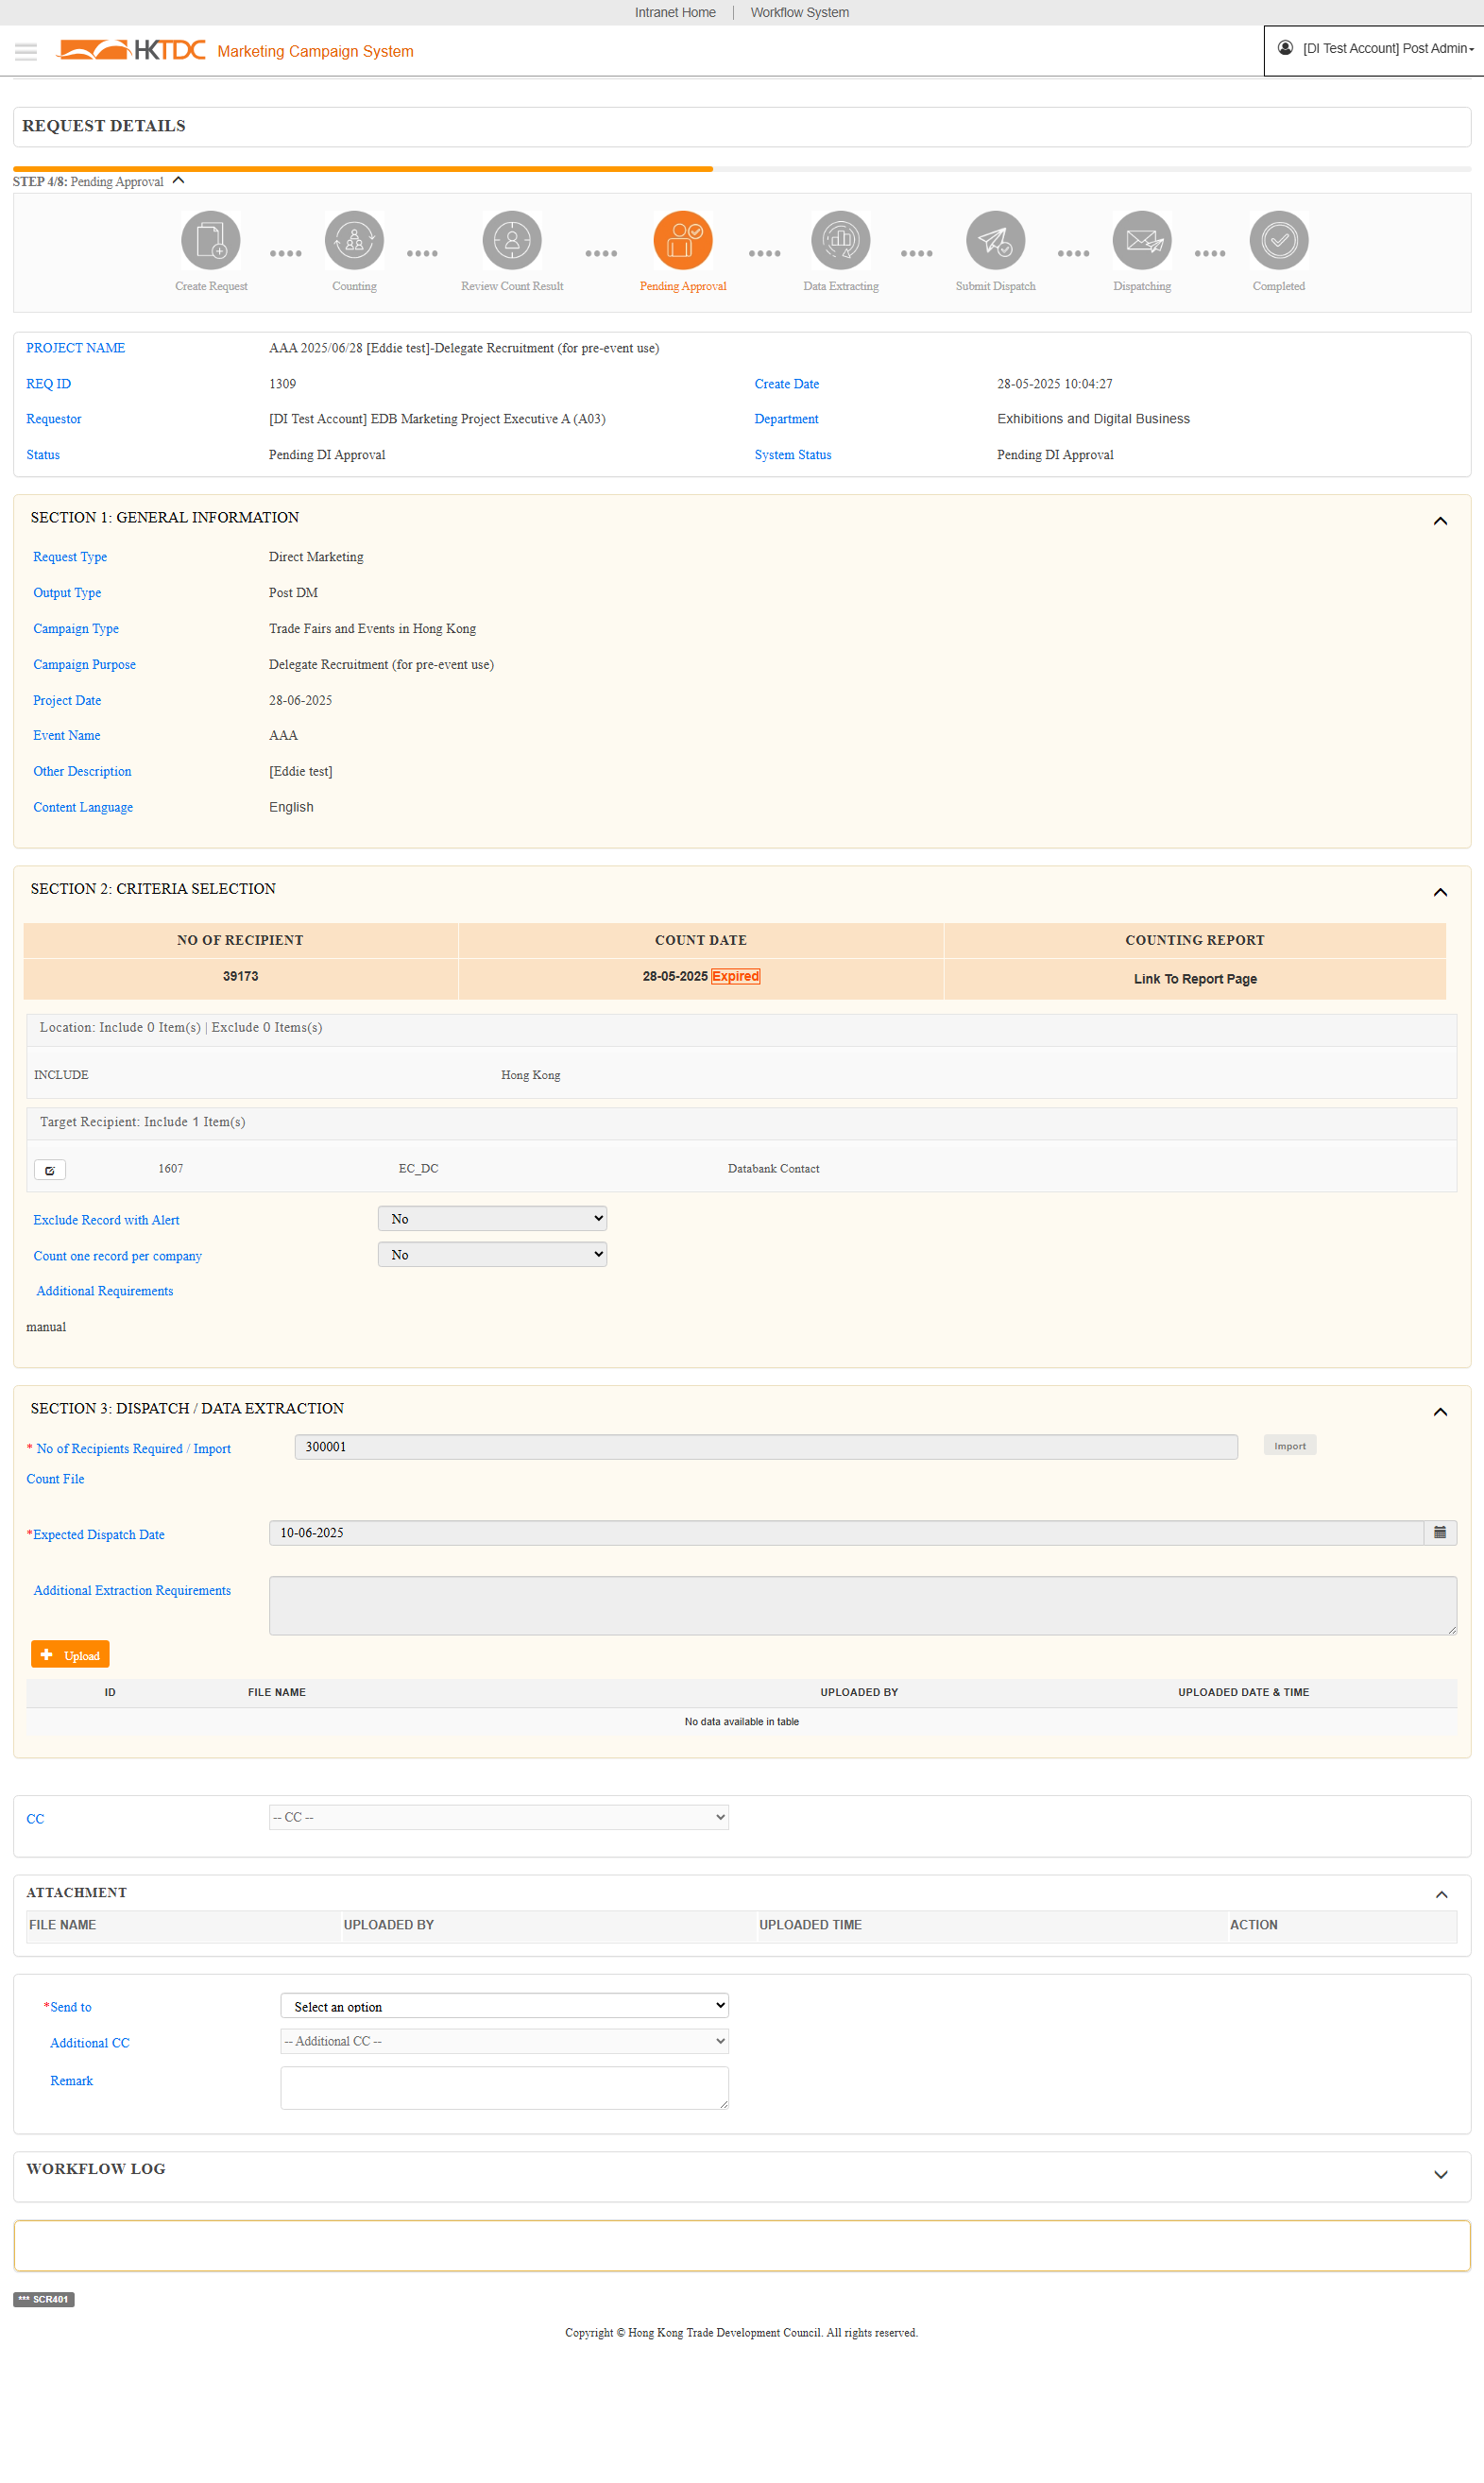 Intranet Home | Workflow System
HKTDC Marketing Campaign System
[DI Test Account] Post Admin
REQUEST DETAILS
STEP 4/8: Pending Approval
Create Request
Counting
Review Count Result
Pending Approval
Data Extracting
Submit Dispatch
Dispatching
Completed
PROJECT NAME AAA 2025/06/28 [Eddie test]-Delegate Recruitment (for pre-event use)
REQ ID 1309 Create Date 28-05-2025 10:04:27
Requestor [DI Test Account] EDB Marketing Project Executive A (A03) Department Exhibitions and Digital Business
Status Pending DI Approval System Status Pending DI Approval
SECTION 1: GENERAL INFORMATION
Request Type Direct Marketing
Output Type Post DM
Campaign Type Trade Fairs and Events in Hong Kong
Campaign Purpose Delegate Recruitment (for pre-event use)
Project Date 28-06-2025
Event Name AAA
Other Description [Eddie test]
Content Language English
SECTION 2: CRITERIA SELECTION
NO OF RECIPIENT COUNT DATE COUNTING REPORT
39173 28-05-2025 Expired Link To Report Page
Location: Include 0 Item(s) | Exclude 0 Items(s)
INCLUDE Hong Kong
Target Recipient: Include 1 Item(s)
1607 EC_DC Databank Contact
Exclude Record with Alert No
Count one record per company No
Additional Requirements
manual
SECTION 3: DISPATCH / DATA EXTRACTION
* No of Recipients Required / Import 300001 Import
Count File
*Expected Dispatch Date 10-06-2025
Additional Extraction Requirements
Upload
ID FILE NAME UPLOADED BY UPLOADED DATE & TIME
No data available in table
CC -- CC --
ATTACHMENT
FILE NAME UPLOADED BY UPLOADED TIME ACTION
*Send to Select an option
Additional CC -- Additional CC --
Remark
WORKFLOW LOG
*** SCR401
Copyright © Hong Kong Trade Development Council. All rights reserved.